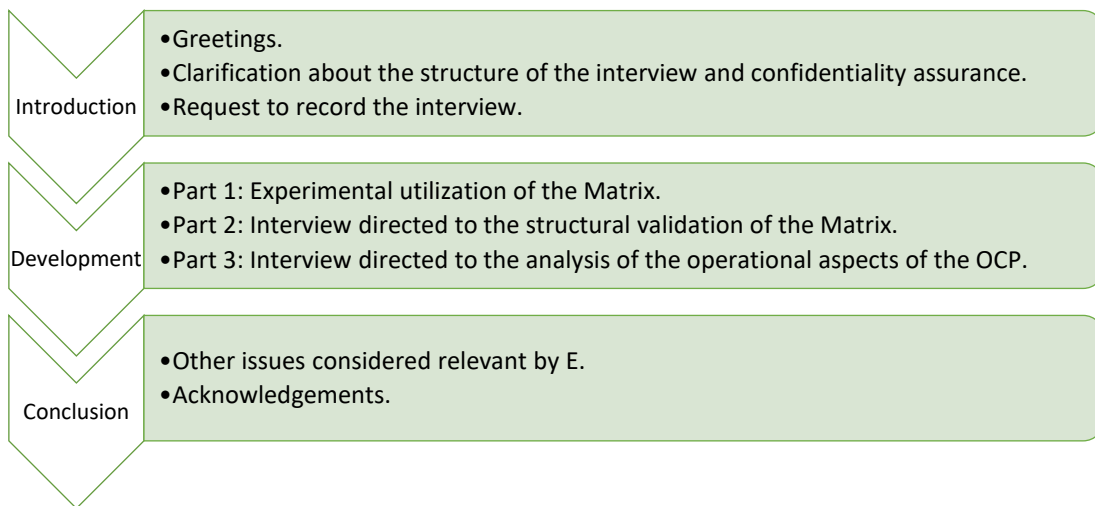 Introduction
•Greetings.
•Clarification about the structure of the interview and confidentiality assurance.
•Request to record the interview.
Development
•Part 1: Experimental utilization of the Matrix.
•Part 2: Interview directed to the structural validation of the Matrix.
•Part 3: Interview directed to the analysis of the operational aspects of the OCP.
Conclusion
•Other issues considered relevant by E.
•Acknowledgements.